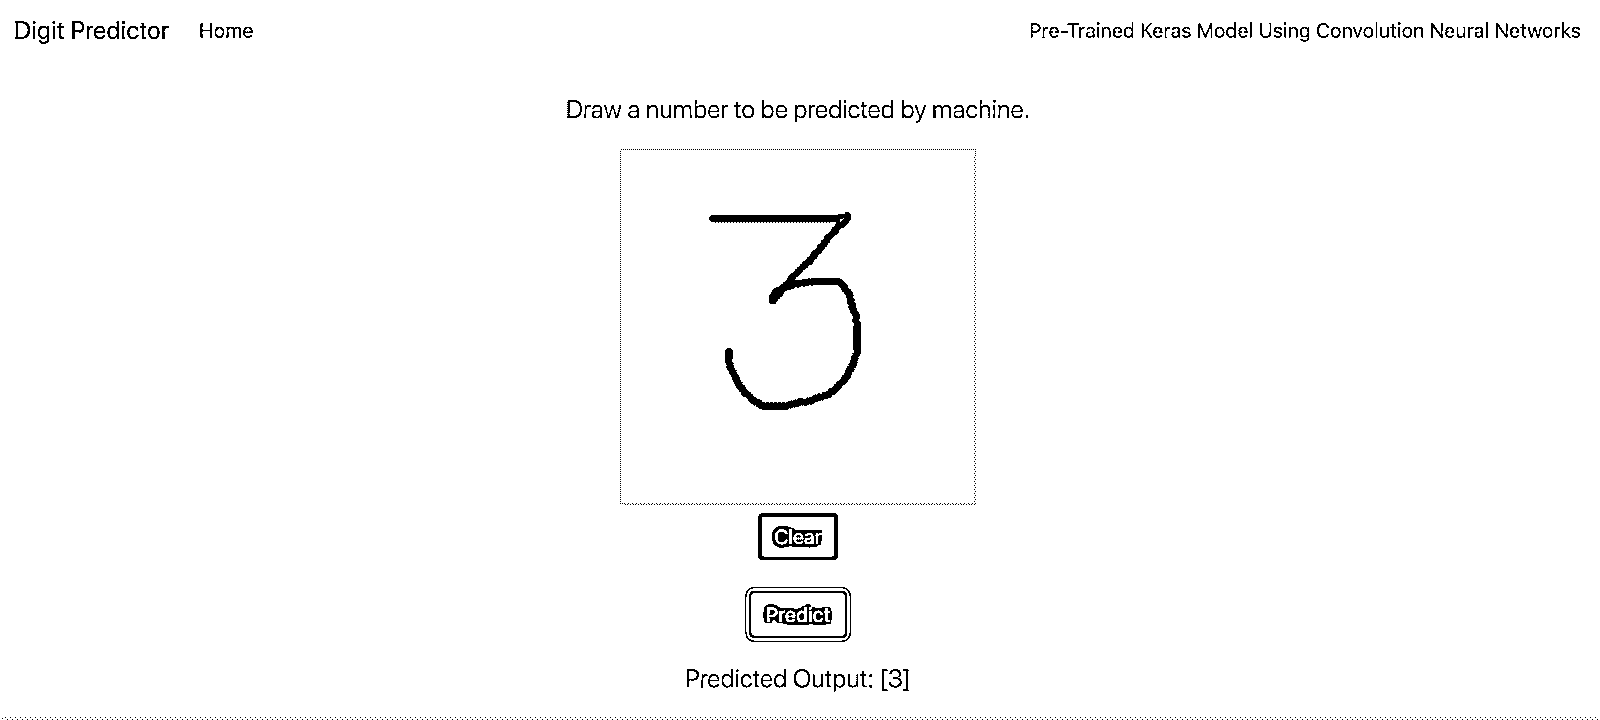 Digit Predictor Home Pre-Trained Keras Model Using Convolution Neural Networks
Draw a number to be predicted by machine.
3
Clear
Predict
Predicted Output: [3]